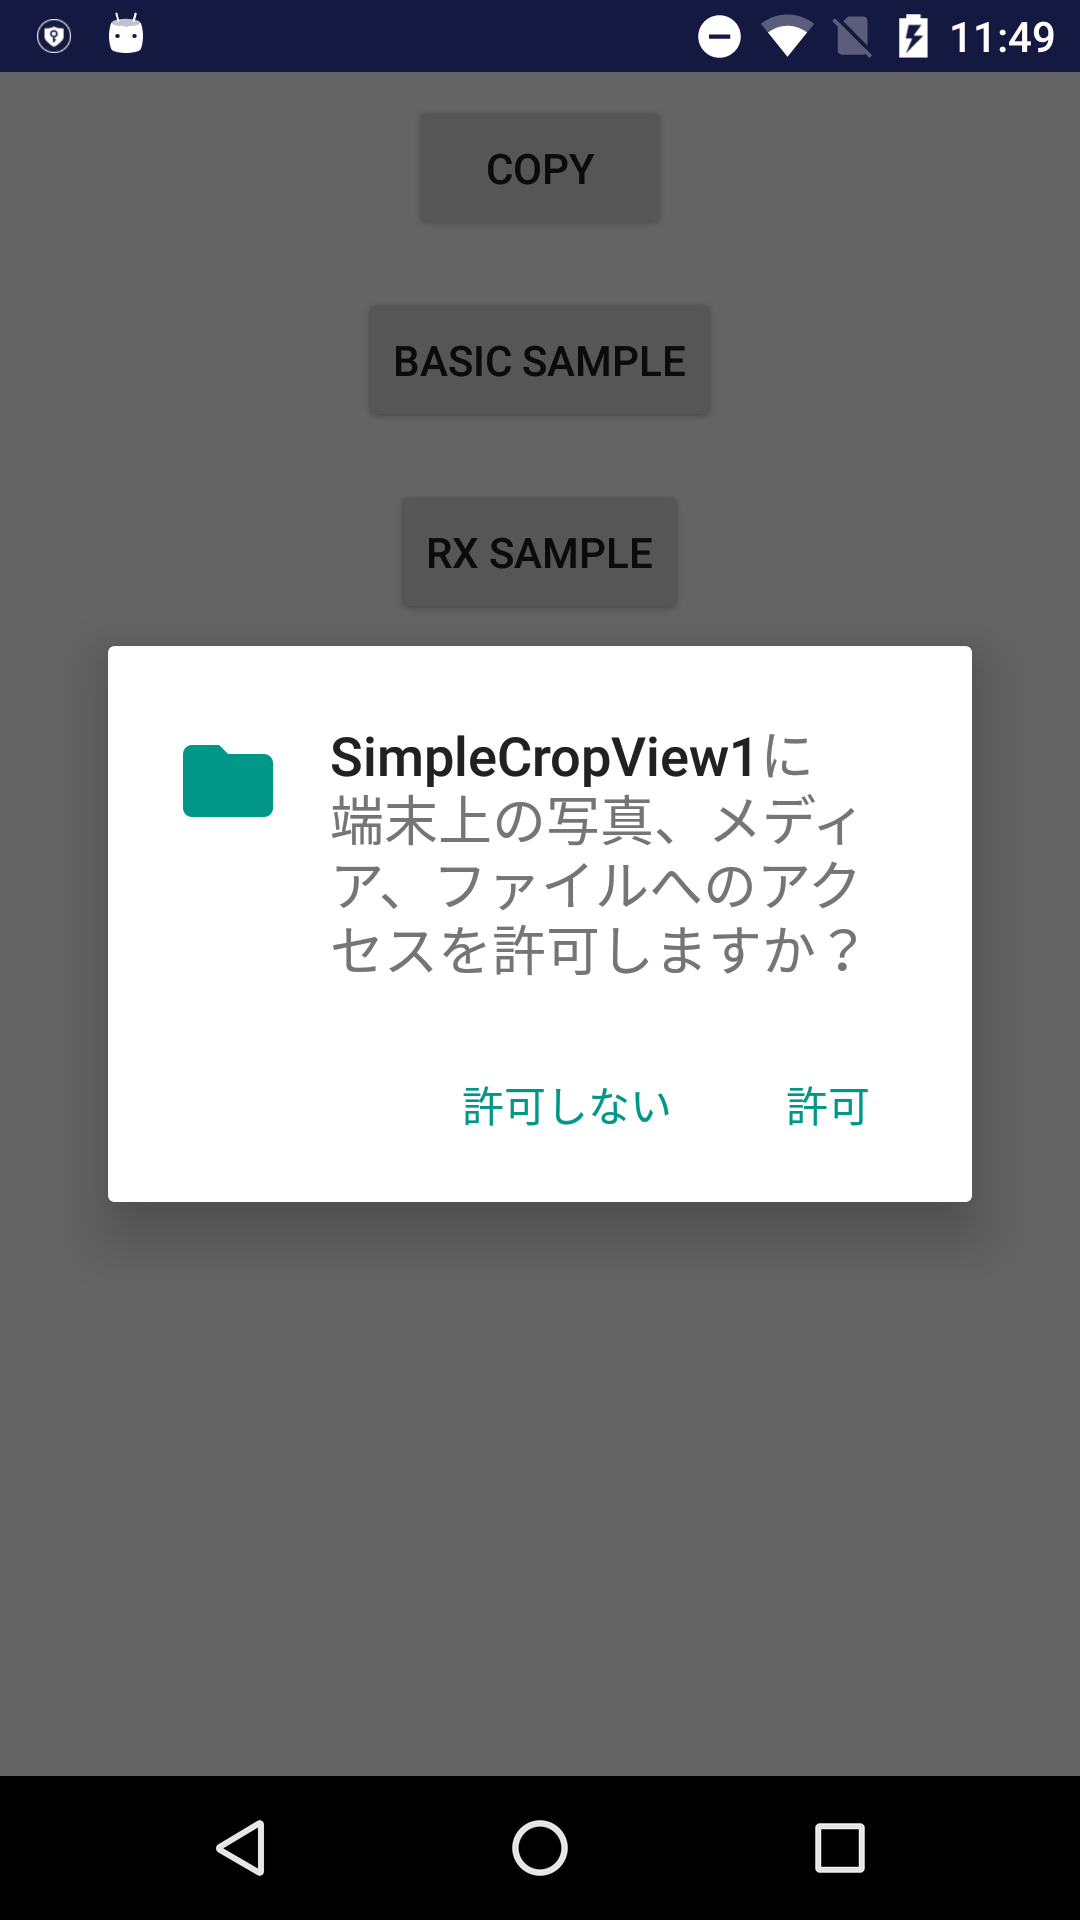 11:49
COPY
BASIC SAMPLE
RX SAMPLE
SimpleCropView1に
端末上の写真、メディ
ア、ファイルへのアク
セスを許可しますか？
許可しない 許可